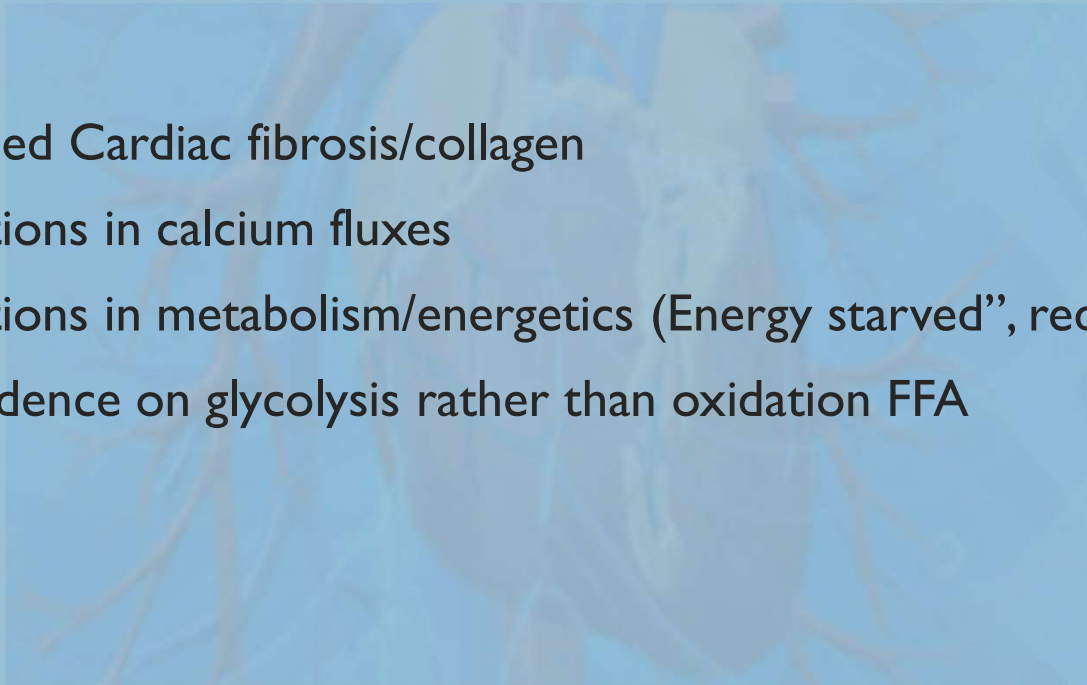 ed Cardiac fibrosis/collagen
tions in calcium fluxes
tions in metabolism/energetics (Energy starved”, rec
dence on glycolysis rather than oxidation FFA